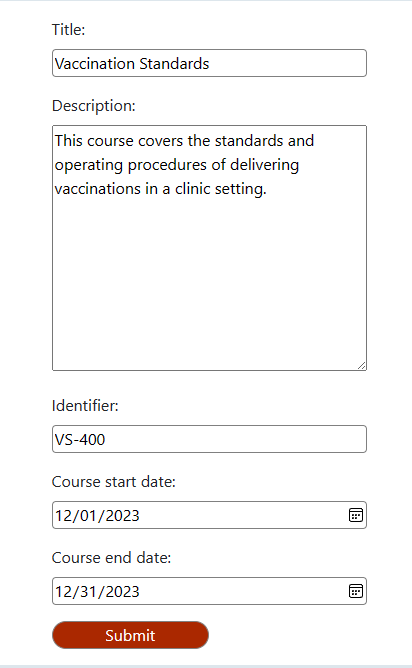 Title:
Vaccination Standards
Description:
This course covers the standards and
operating procedures of delivering
vaccinations in a clinic setting.
Identifier:
VS-400
Course start date:
12/01/2023
Course end date:
12/31/2023
Submit